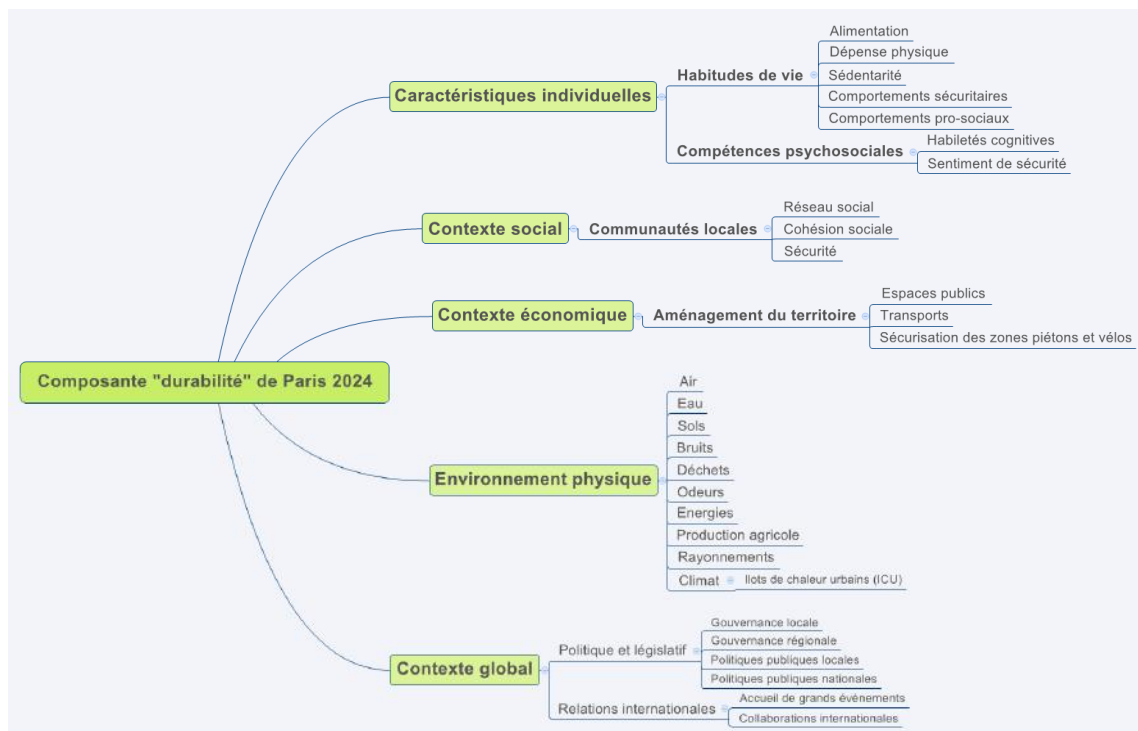 Alimentation
Dépense physique
Habitudes de vie
Sédentarité
Caractéristiques individuelles
Comportements sécuritaires
Comportements pro-sociaux
Compétences psychosociales
Habiletés cognitives
Sentiment de sécurité
Réseau social
Contexte social
Communautés locales
Cohésion sociale
Sécurité
Espaces publics
Contexte économique
Aménagement du territoire
Transports
Sécurisation des zones piétons et vélos
Composante "durabilité" de Paris 2024
Air
Eau
Sols
Bruits
Environnement physique
Déchets
Odeurs
Energies
Production agricole
Rayonnements
Climat
Ilots de chaleur urbains (ICU)
Contexte global
Politique et législatif
Gouvernance locale
Gouvernance régionale
Politiques publiques locales
Politiques publiques nationales
Relations internationales
Accueil de grands évènements
Collaborations internationales